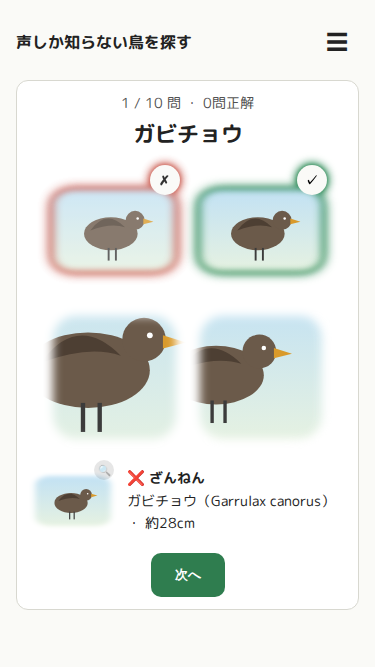 声しか知らない鳥を探す
☰
1 / 10 問 · 0問正解
ガビチョウ
✗ ✓
❌ ざんねん
ガビチョウ（Garrulax canorus）
· 約28cm
次へ